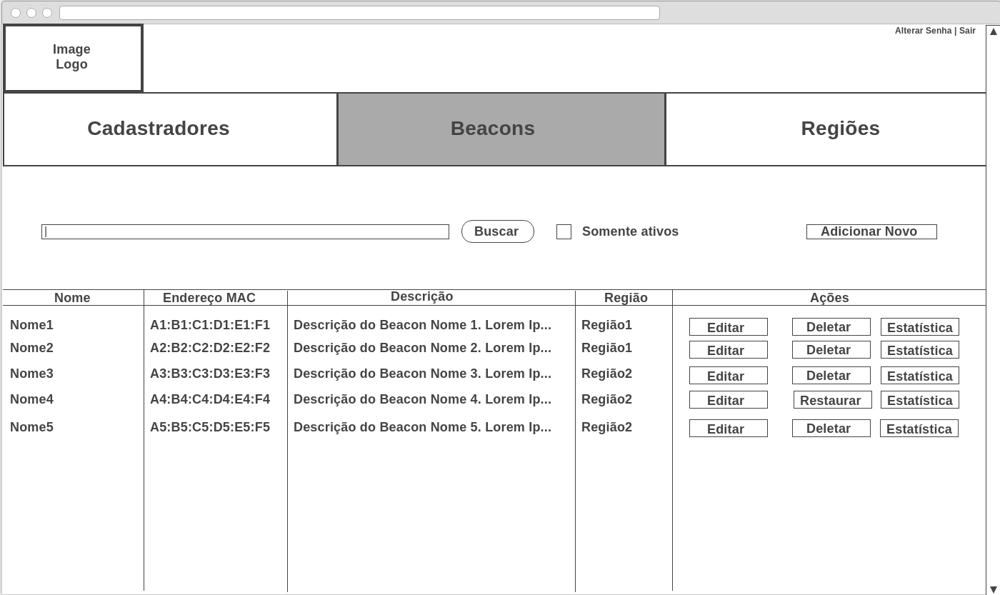 Alterar Senha | Sair
Image
Logo
Cadastradores Beacons Regiões
Buscar Somente ativos Adicionar Novo
Nome Endereço MAC Descrição Região Ações
Nome1 A1:B1:C1:D1:E1:F1 Descrição do Beacon Nome 1. Lorem Ip... Região1 Editar Deletar Estatística
Nome2 A2:B2:C2:D2:E2:F2 Descrição do Beacon Nome 2. Lorem Ip... Região1 Editar Deletar Estatística
Nome3 A3:B3:C3:D3:E3:F3 Descrição do Beacon Nome 3. Lorem Ip... Região2 Editar Deletar Estatística
Nome4 A4:B4:C4:D4:E4:F4 Descrição do Beacon Nome 4. Lorem Ip... Região2 Editar Restaurar Estatística
Nome5 A5:B5:C5:D5:E5:F5 Descrição do Beacon Nome 5. Lorem Ip... Região2 Editar Deletar Estatística